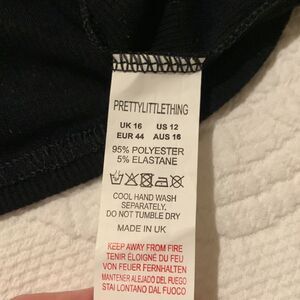 PRETTYLITTLETHING
UK 16 US 12
EUR 44 AUS 16
95% POLYESTER
5% ELASTANE
COOL HAND WASH
SEPARATELY,
DO NOT TUMBLE DRY
MADE IN UK
KEEP AWAY FROM FIRE
TENIR ÉLOIGNÉ DU FEU
VON FEUER FERNHALTEN
MANTENER ALEJADO DEL FUEGO
STAI LONTANO DAL FUOCO